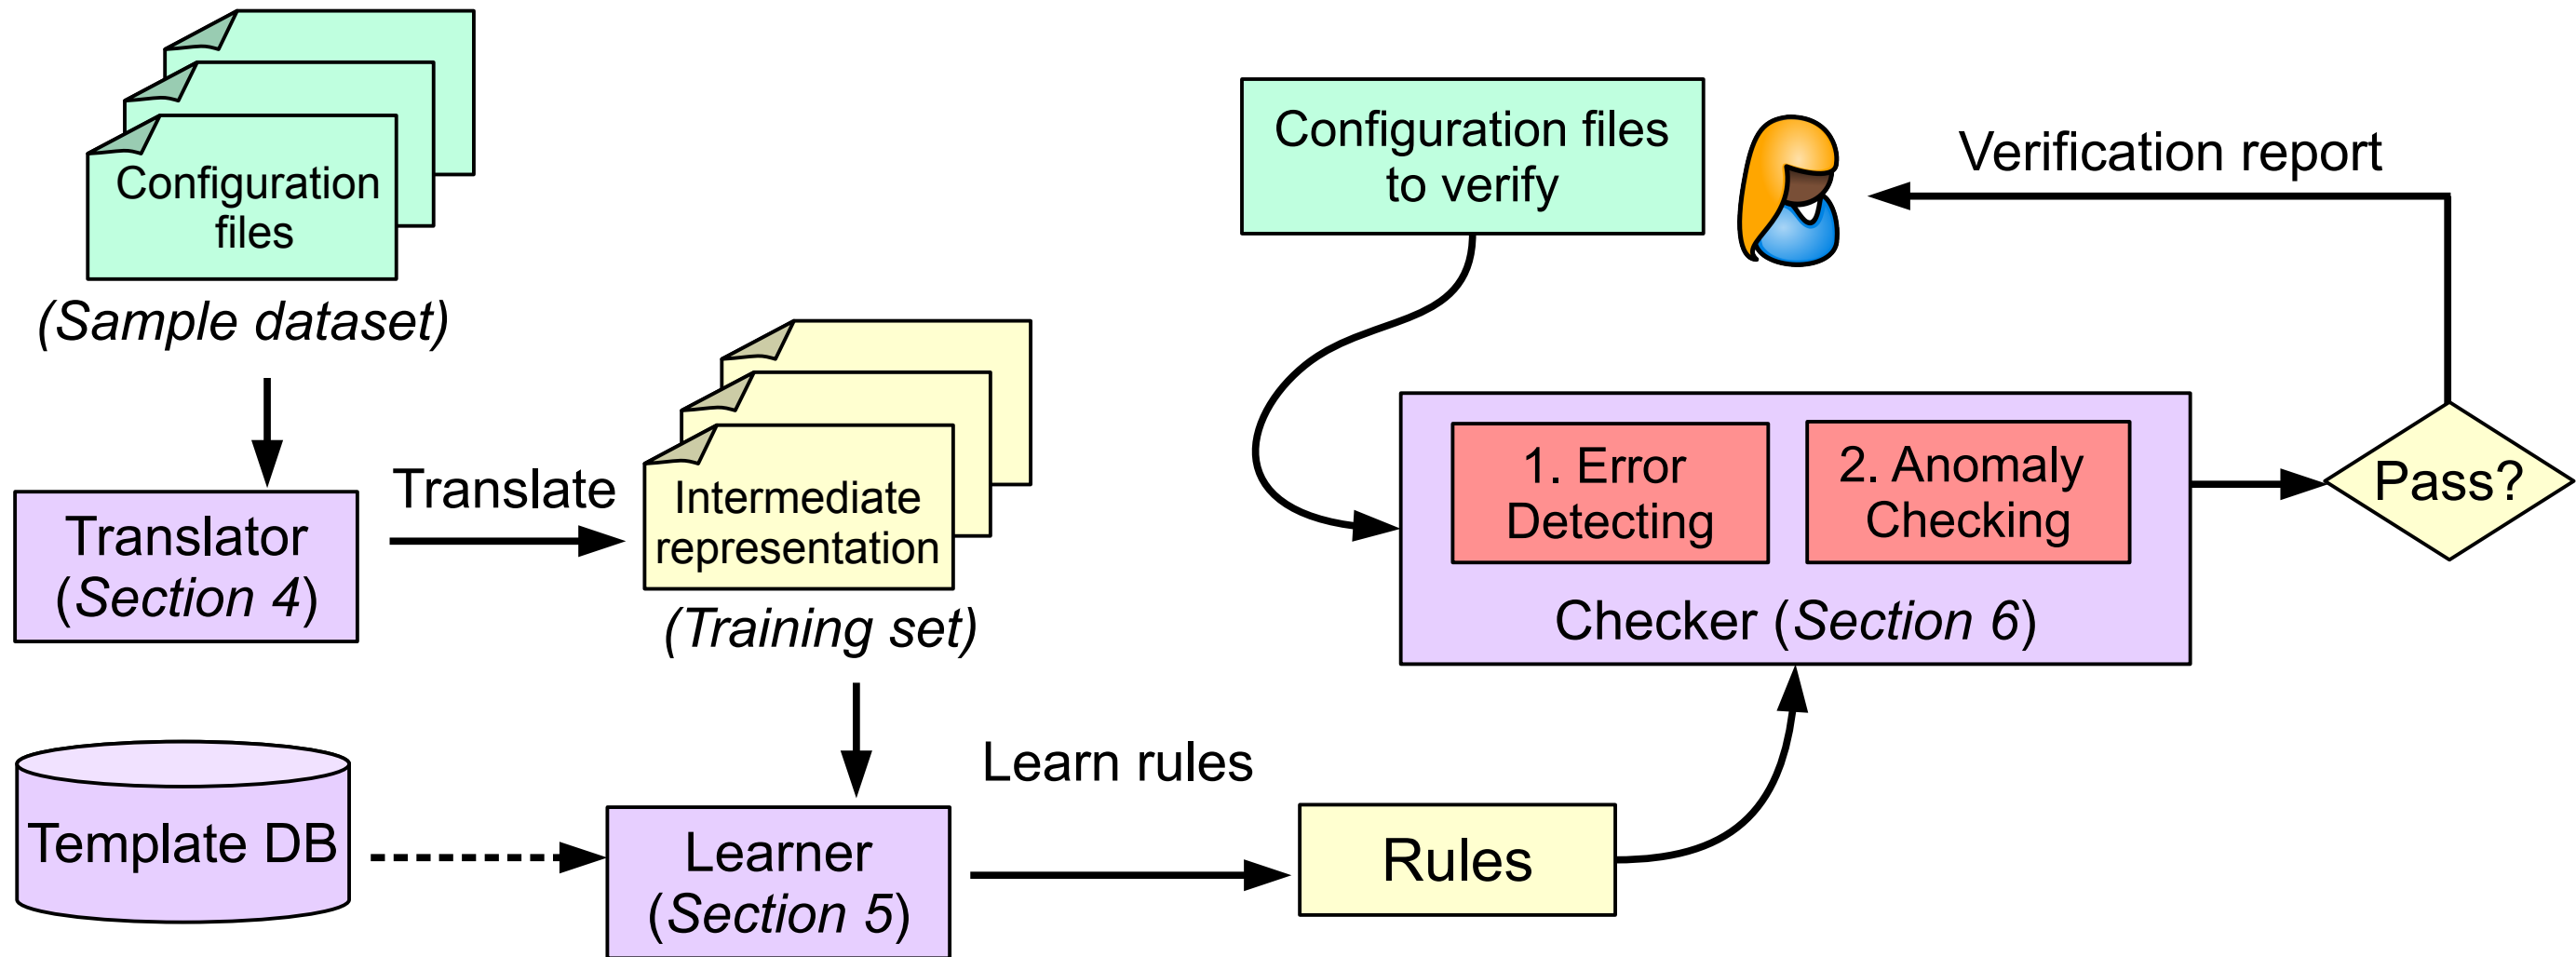 Configuration
files
(Sample dataset)
Translator
(Section 4)
Translate
Intermediate
representation
(Training set)
Template DB
Learner
(Section 5)
Learn rules
Rules
Configuration files
to verify
1. Error
Detecting
2. Anomaly
Checking
Checker (Section 6)
Pass?
Verification report